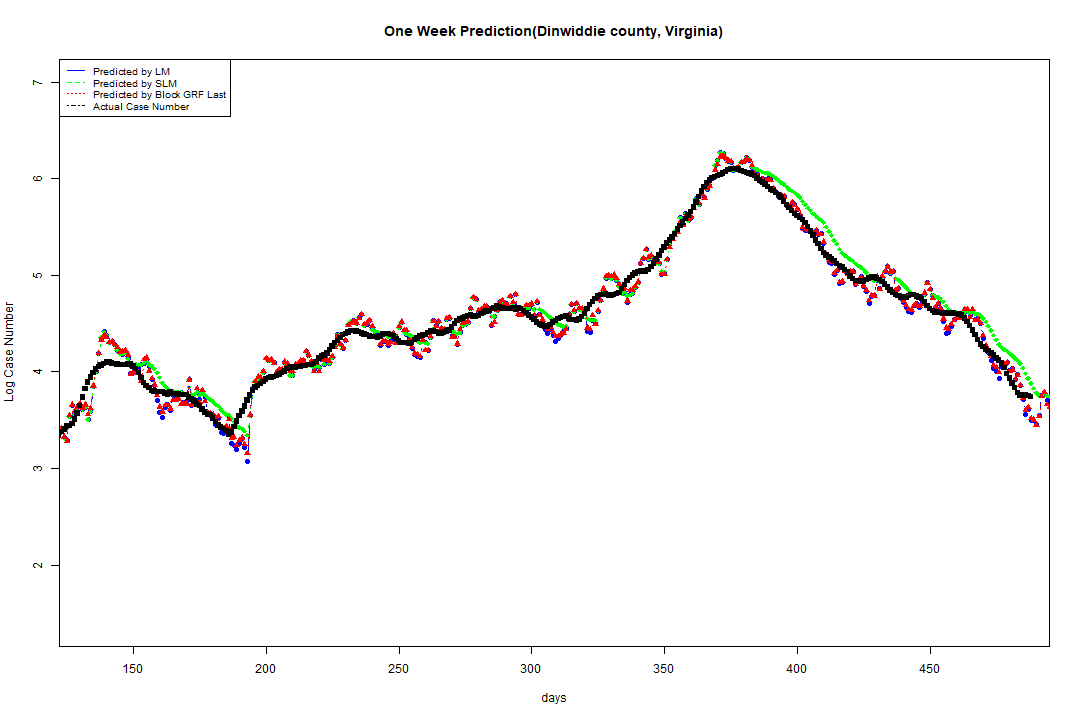 One Week Prediction(Dinwiddie county, Virginia)
Predicted by LM
Predicted by SLM
Predicted by Block GRF Last
Actual Case Number
7
6
5
4
3
2
Log Case Number
150 200 250 300 350 400 450
days